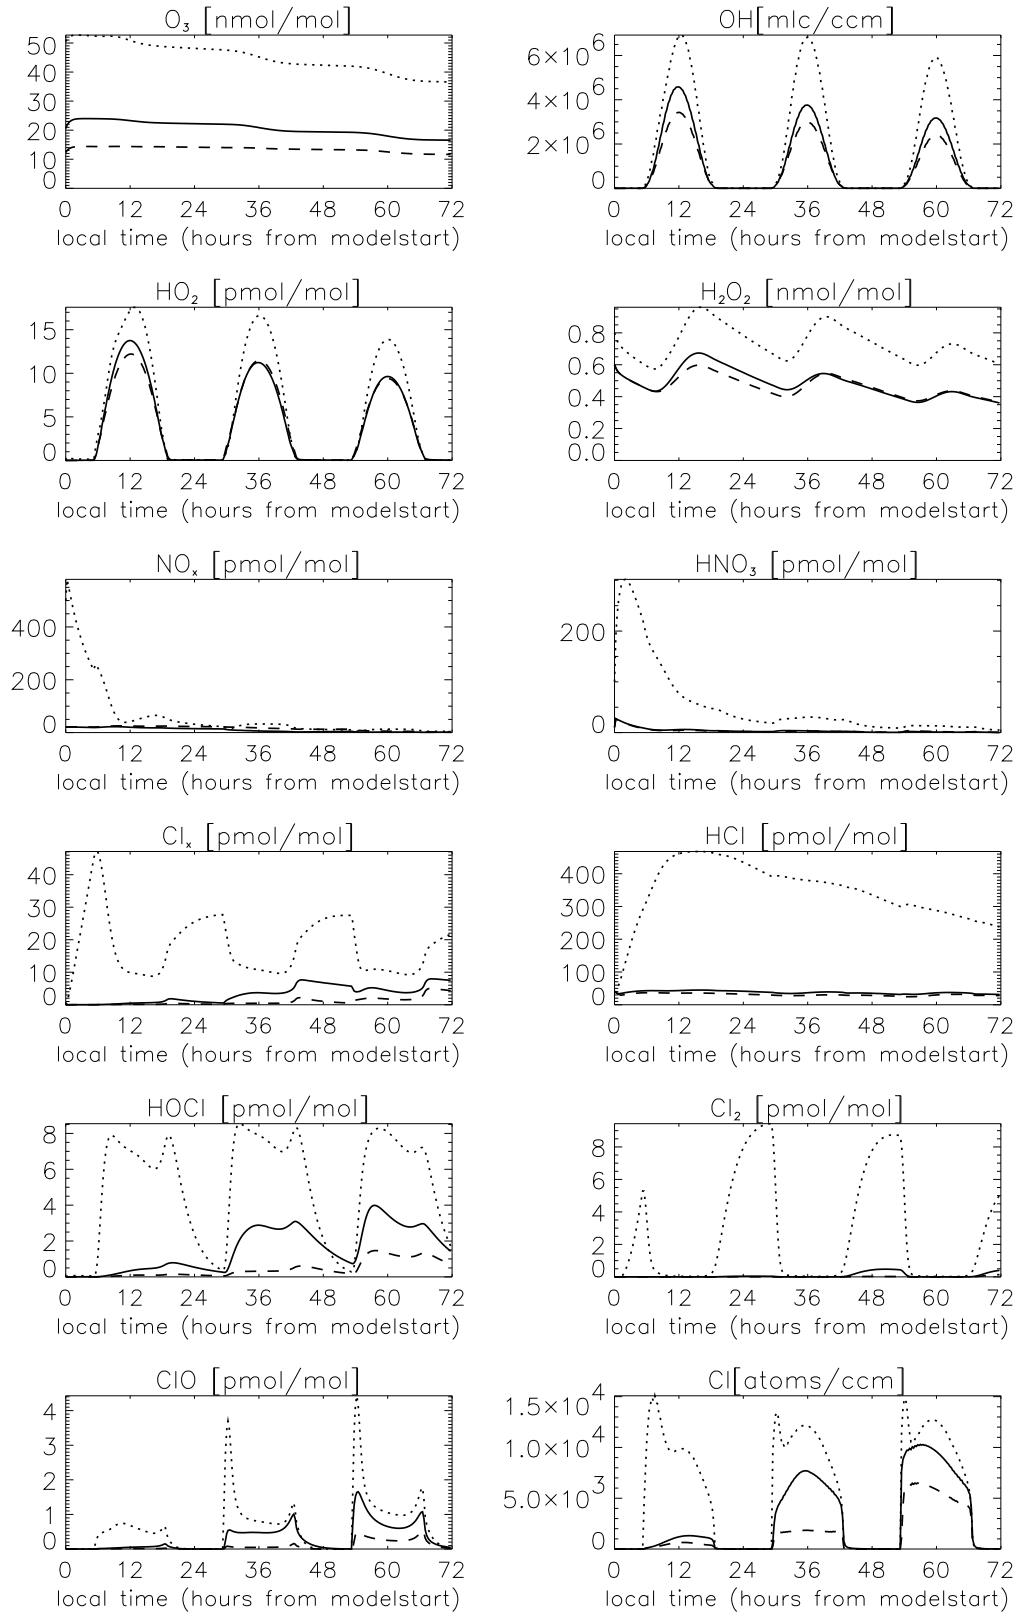 O₃ [nmol/mol]
50
40
30
20
10
0
0 12 24 36 48 60 72
local time (hours from modelstart)
OH[mlc/ccm]
6×10⁶
4×10⁶
2×10⁶
0
0 12 24 36 48 60 72
local time (hours from modelstart)
HO₂ [pmol/mol]
15
10
5
0
0 12 24 36 48 60 72
local time (hours from modelstart)
H₂O₂ [nmol/mol]
0.8
0.6
0.4
0.2
0.0
0 12 24 36 48 60 72
local time (hours from modelstart)
NOₓ [pmol/mol]
400
200
0
0 12 24 36 48 60 72
local time (hours from modelstart)
HNO₃ [pmol/mol]
200
0
0 12 24 36 48 60 72
local time (hours from modelstart)
Clₓ [pmol/mol]
40
30
20
10
0
0 12 24 36 48 60 72
local time (hours from modelstart)
HCl [pmol/mol]
400
300
200
100
0
0 12 24 36 48 60 72
local time (hours from modelstart)
HOCl [pmol/mol]
8
6
4
2
0
0 12 24 36 48 60 72
local time (hours from modelstart)
Cl₂ [pmol/mol]
8
6
4
2
0
0 12 24 36 48 60 72
local time (hours from modelstart)
ClO [pmol/mol]
4
3
2
1
0
0 12 24 36 48 60 72
local time (hours from modelstart)
Cl[atoms/ccm]
1.5×10⁴
1.0×10⁴
5.0×10³
0
0 12 24 36 48 60 72
local time (hours from modelstart)